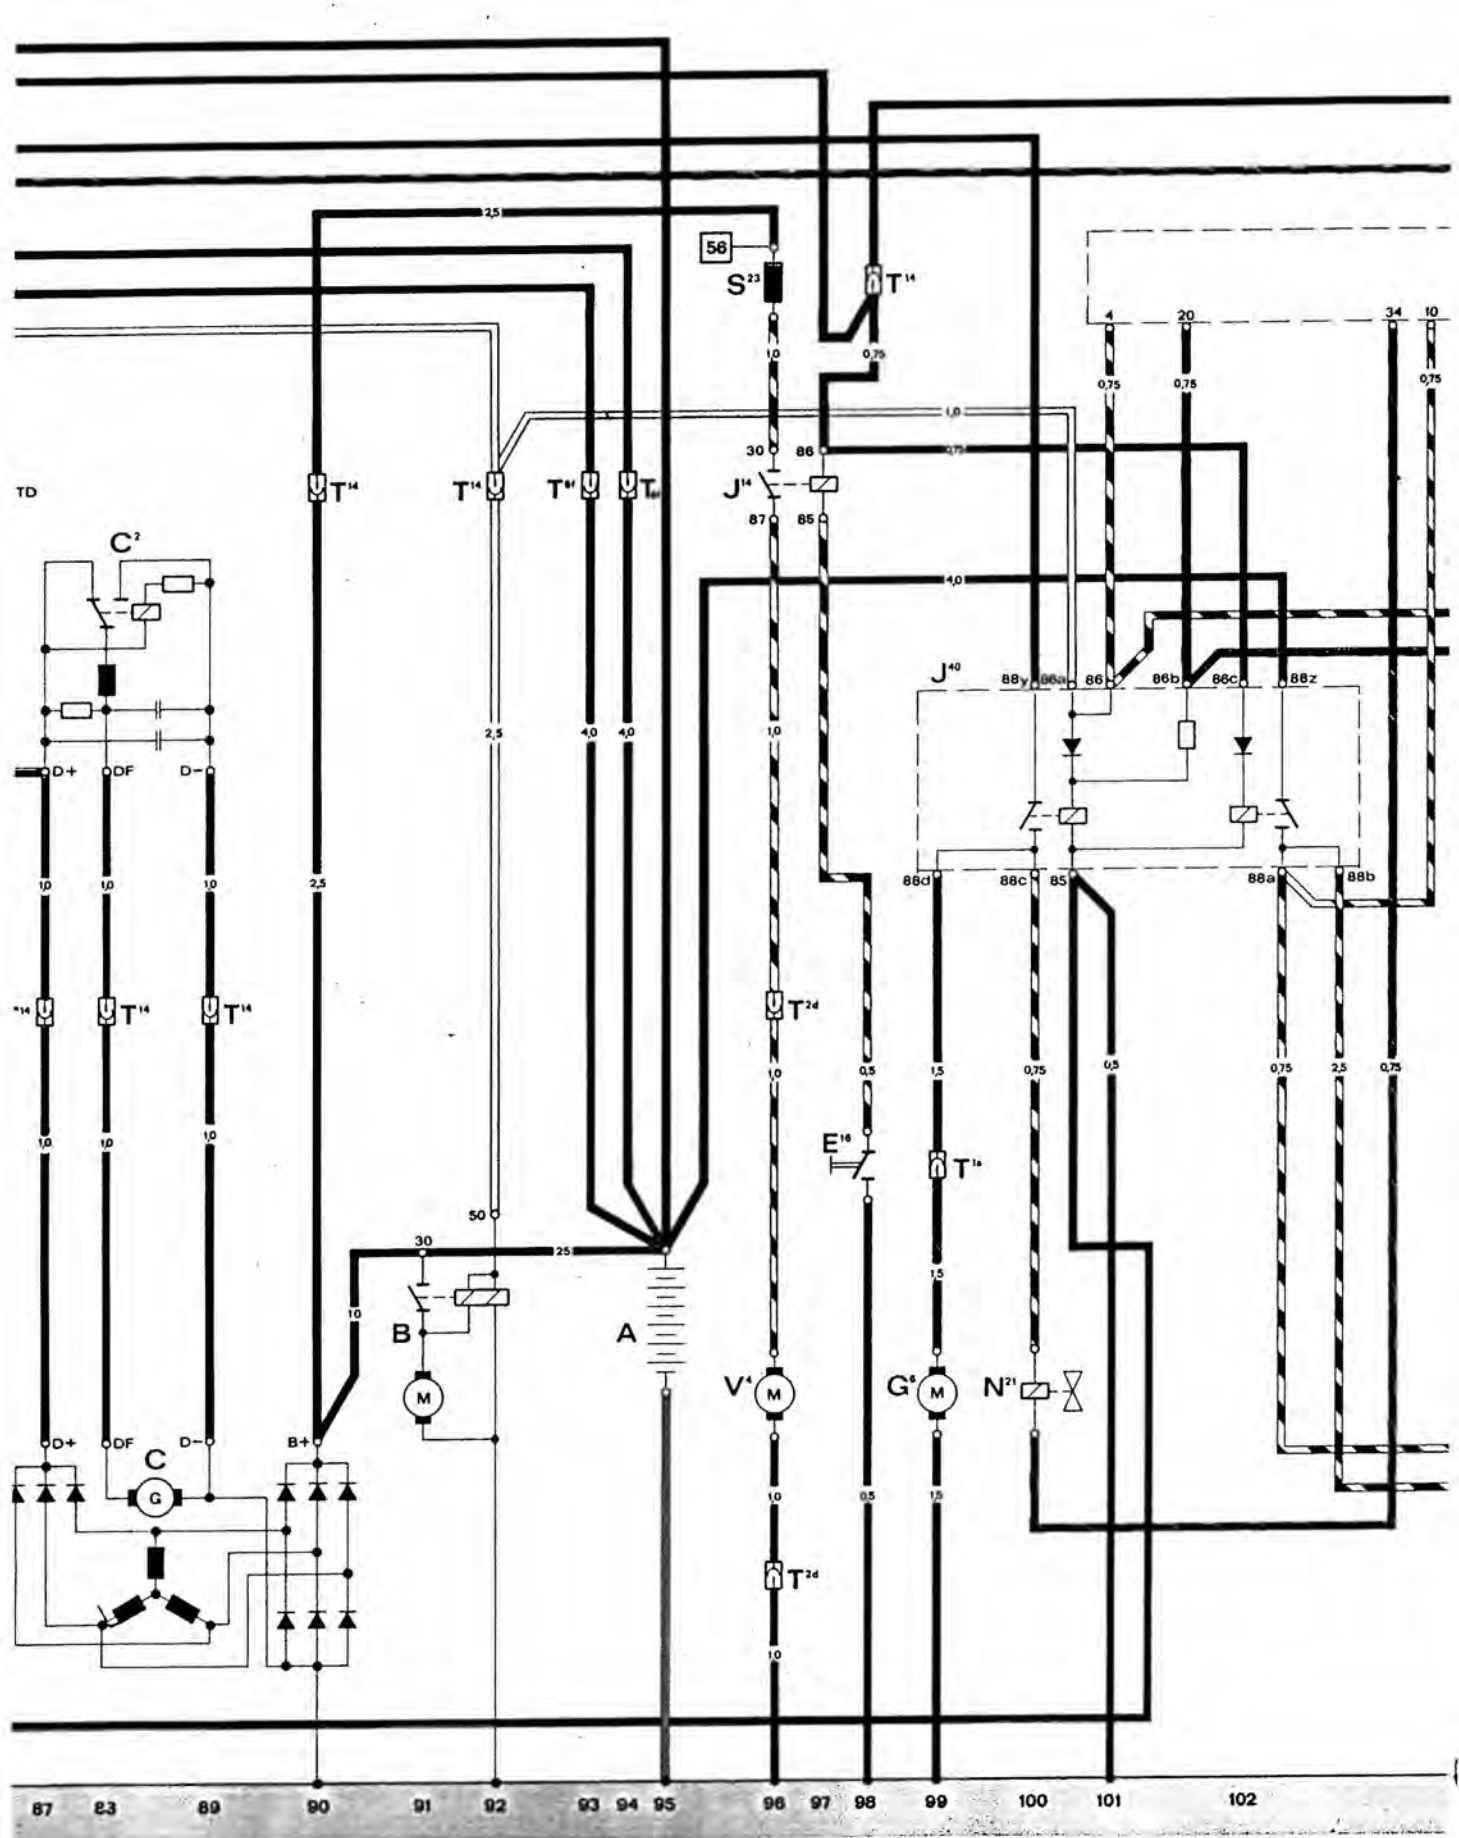 2,5
56
S23
T14
4 20 34 10
1,0 0,75
0,75 0,75 0,75
1,0
30 86 0,75
TD
T14 T14 T6f
J14
87 85
C2
4,0
J40
88y 86a 86 86b 86c 88z
2,5 4,0 4,0 1,0
D+ DF D-
1,0 1,0 1,0 2,5
88d 88c 85 88a 88b
14 T14 T14 T2d
0,5 1,5 0,75 0,5 0,75 2,5 0,75
1,0
1,0 1,0 1,0
E16
T1a
50
30 25
1,5
10
B A
V4 M G6 M N21
M
D+ DF D- B+
C
G
1,0 0,5 1,5
T2d
1,0
87 83 89 90 91 92 93 94 95 96 97 98 99 100 101 102